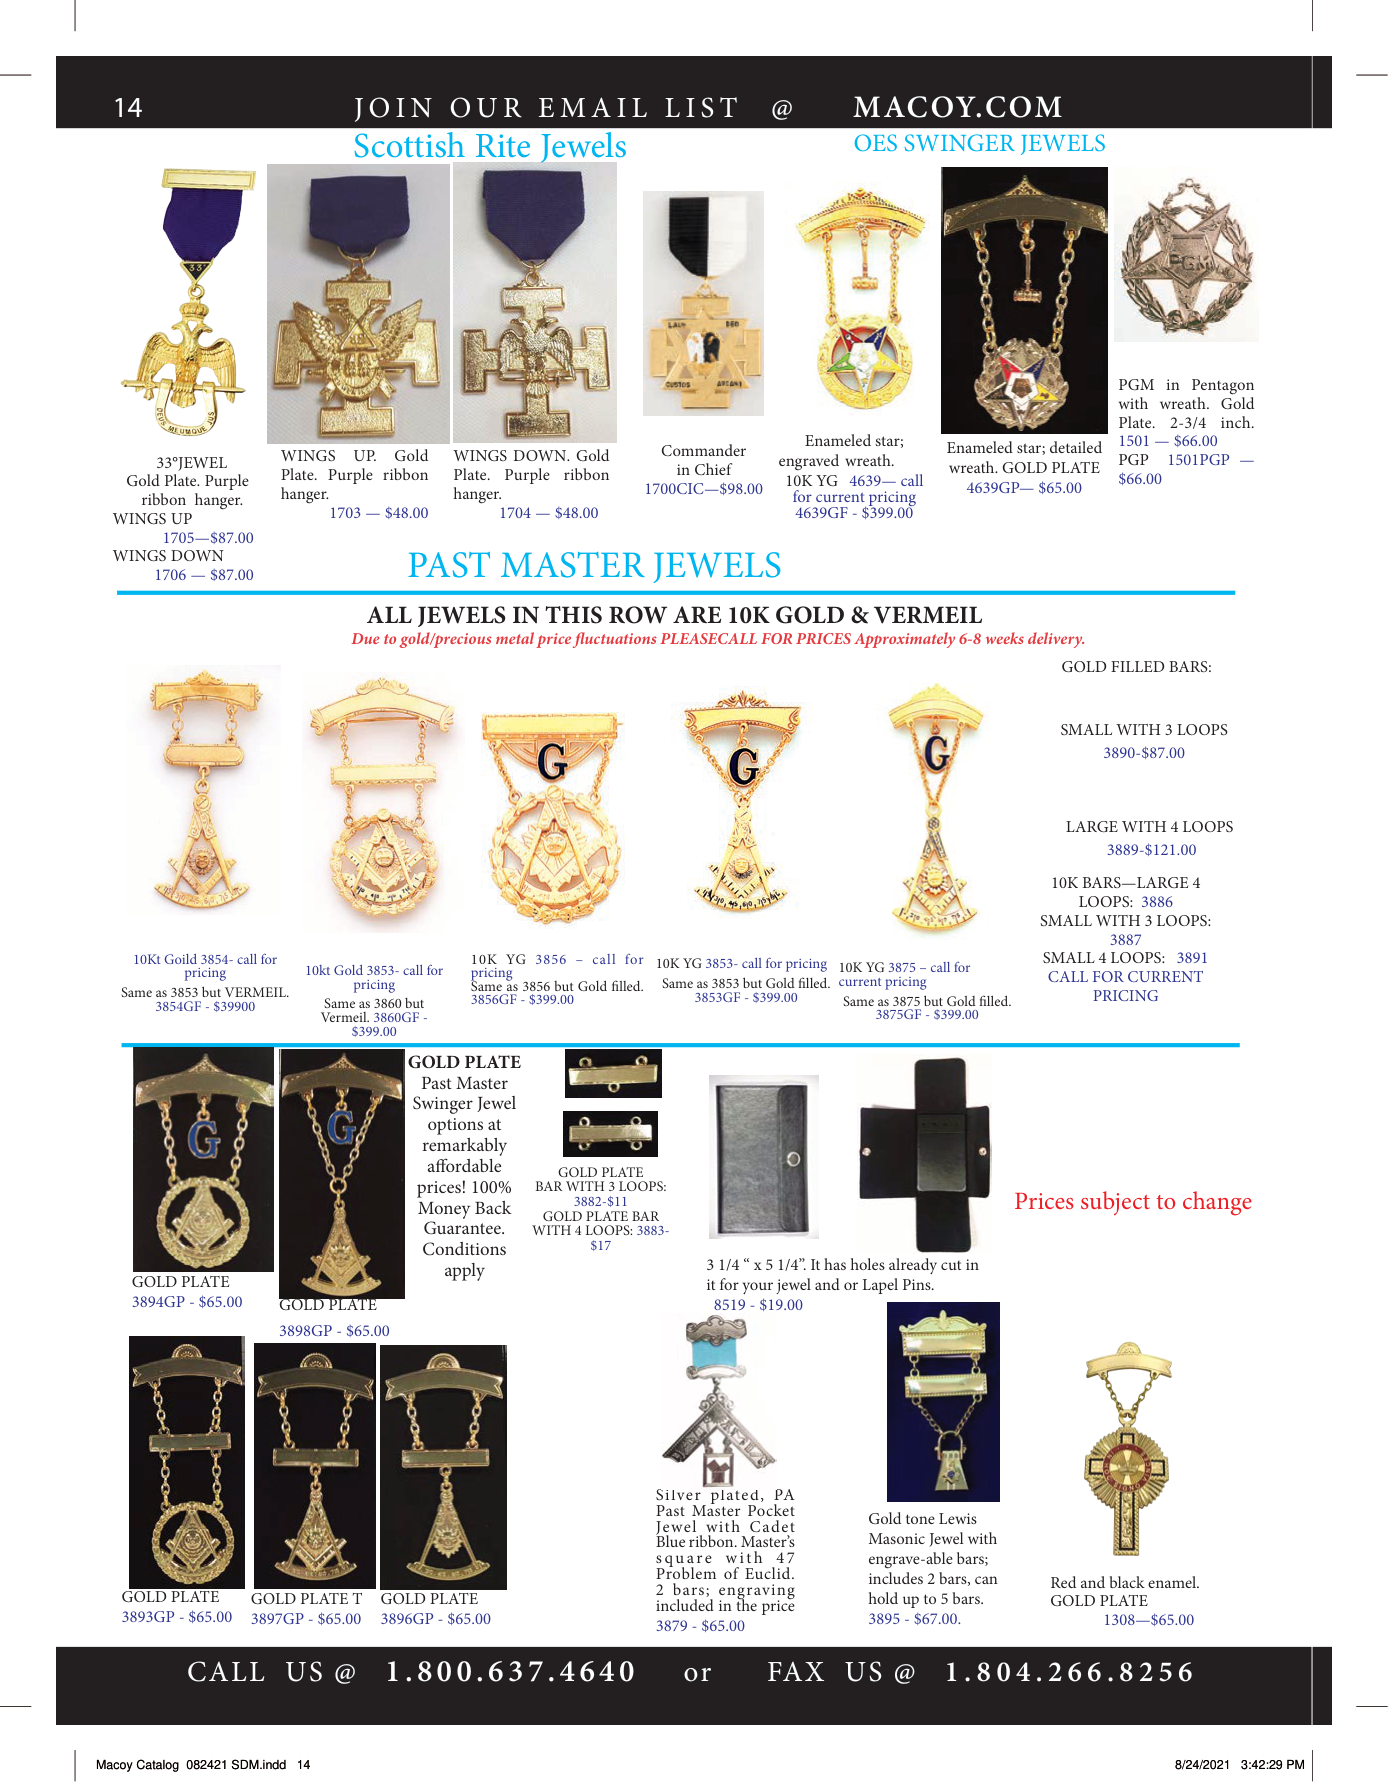 14
JOIN OUR EMAIL LIST @ MACOY.COM
Scottish Rite Jewels
OES SWINGER JEWELS
33°JEWEL
Gold Plate. Purple
ribbon hanger.
WINGS UP
1705—$87.00
WINGS DOWN
1706 — $87.00
WINGS UP. Gold
Plate. Purple ribbon
hanger.
1703 — $48.00
WINGS DOWN. Gold
Plate. Purple ribbon
hanger.
1704 — $48.00
Commander
in Chief
1700CIC—$98.00
Enameled star;
engraved wreath.
10K YG 4639— call
for current pricing
4639GF - $399.00
Enameled star; detailed
wreath. GOLD PLATE
4639GP— $65.00
PGM in Pentagon
with wreath. Gold
Plate. 2-3/4 inch.
1501 — $66.00
PGP 1501PGP —
$66.00
PAST MASTER JEWELS
ALL JEWELS IN THIS ROW ARE 10K GOLD & VERMEIL
Due to gold/precious metal price fluctuations PLEASECALL FOR PRICES Approximately 6-8 weeks delivery.
10Kt Goild 3854- call for
pricing
Same as 3853 but VERMEIL.
3854GF - $39900
10kt Gold 3853- call for
pricing
Same as 3860 but
Vermeil. 3860GF -
$399.00
10K YG 3856 – call for
pricing
Same as 3856 but Gold filled.
3856GF - $399.00
10K YG 3853- call for pricing
Same as 3853 but Gold filled.
3853GF - $399.00
10K YG 3875 – call for
current pricing
Same as 3875 but Gold filled.
3875GF - $399.00
GOLD FILLED BARS:
SMALL WITH 3 LOOPS
3890-$87.00
LARGE WITH 4 LOOPS
3889-$121.00
10K BARS—LARGE 4
LOOPS: 3886
SMALL WITH 3 LOOPS:
3887
SMALL 4 LOOPS: 3891
CALL FOR CURRENT
PRICING
GOLD PLATE
3894GP - $65.00
GOLD PLATE
3898GP - $65.00
GOLD PLATE
Past Master
Swinger Jewel
options at
remarkably
affordable
prices! 100%
Money Back
Guarantee.
Conditions
apply
GOLD PLATE
BAR WITH 3 LOOPS:
3882-$11
GOLD PLATE BAR
WITH 4 LOOPS: 3883-
$17
3 1/4 “ x 5 1/4”. It has holes already cut in
it for your jewel and or Lapel Pins.
8519 - $19.00
Prices subject to change
GOLD PLATE
3893GP - $65.00
GOLD PLATE T
3897GP - $65.00
GOLD PLATE
3896GP - $65.00
Silver plated, PA
Past Master Pocket
Jewel with Cadet
Blue ribbon. Master's
square with 47
Problem of Euclid.
2 bars; engraving
included in the price
3879 - $65.00
Gold tone Lewis
Masonic Jewel with
engrave-able bars;
includes 2 bars, can
hold up to 5 bars.
3895 - $67.00.
Red and black enamel.
GOLD PLATE
1308—$65.00
CALL US @ 1.800.637.4640 or FAX US @ 1.804.266.8256
Macoy Catalog 082421 SDM.indd 14
8/24/2021 3:42:29 PM